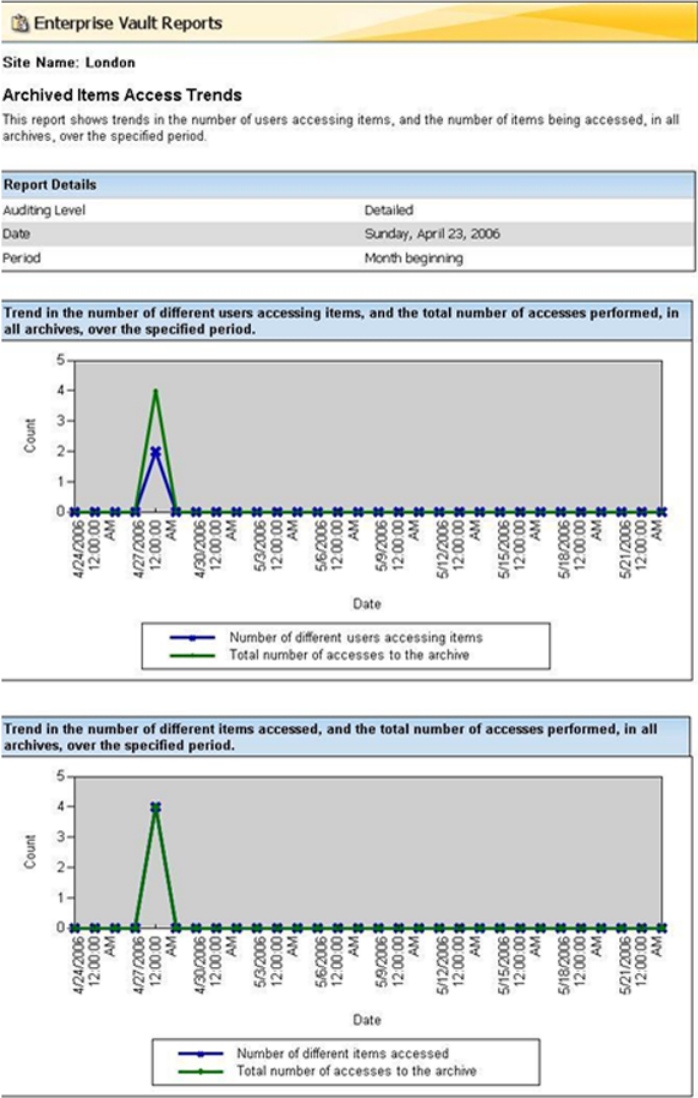 Enterprise Vault Reports
Site Name: London
Archived Items Access Trends
This report shows trends in the number of users accessing items, and the number of items being accessed, in all
archives, over the specified period.
Report Details
Auditing Level Detailed
Date Sunday, April 23, 2006
Period Month beginning
Trend in the number of different users accessing items, and the total number of accesses performed, in
all archives, over the specified period.
5
4
3
2
1
0
Count
4/24/2006 12:00:00 AM
4/27/2006 12:00:00 AM
4/30/2006 12:00:00 AM
5/3/2006 12:00:00 AM
5/6/2006 12:00:00 AM
5/9/2006 12:00:00 AM
5/12/2006 12:00:00 AM
5/15/2006 12:00:00 AM
5/18/2006 12:00:00 AM
5/21/2006 12:00:00 AM
Date
Number of different users accessing items
Total number of accesses to the archive
Trend in the number of different items accessed, and the total number of accesses performed, in all
archives, over the specified period.
5
4
3
2
1
0
Count
4/24/2006 12:00:00 AM
4/27/2006 12:00:00 AM
4/30/2006 12:00:00 AM
5/3/2006 12:00:00 AM
5/6/2006 12:00:00 AM
5/9/2006 12:00:00 AM
5/12/2006 12:00:00 AM
5/15/2006 12:00:00 AM
5/18/2006 12:00:00 AM
5/21/2006 12:00:00 AM
Date
Number of different items accessed
Total number of accesses to the archive